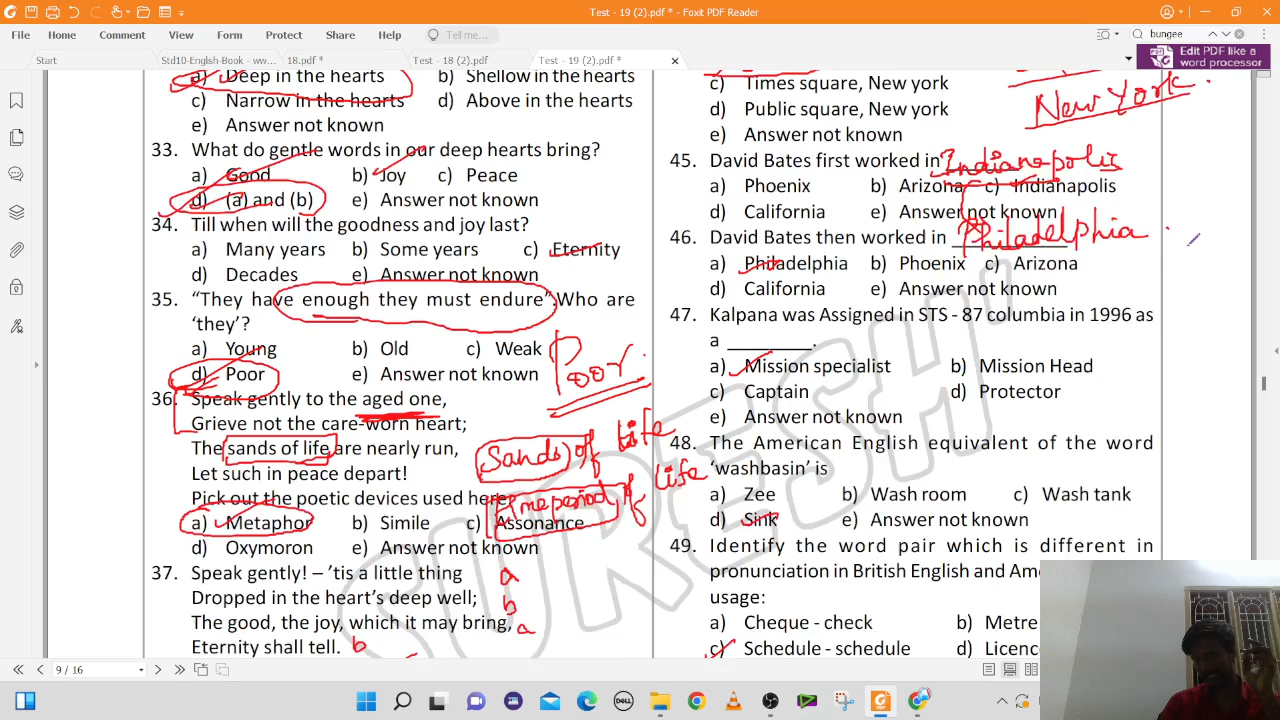 Test - 19 (2).pdf * - Foxit PDF Reader
File Home Comment View Form Protect Share Help Tell me...
bungee
Start Std10-English-Book - ww... 18.pdf * Test - 18 (2).pdf Test - 19 (2).pdf *
Edit PDF like a
word processor
a) Deep in the hearts b) Shellow in the hearts
c) Narrow in the hearts d) Above in the hearts
e) Answer not known
33. What do gentle words in our deep hearts bring?
a) Good b) Joy c) Peace
d) (a) and (b) e) Answer not known
34. Till when will the goodness and joy last?
a) Many years b) Some years c) Eternity
d) Decades e) Answer not known
35. “They have enough they must endure”.Who are
‘they’?
a) Young b) Old c) Weak
d) Poor e) Answer not known
Poor.
36. Speak gently to the aged one,
Grieve not the care-worn heart;
The sands of life are nearly run,
Let such in peace depart!
Pick out the poetic devices used here
a) Metaphor b) Simile c) Assonance
d) Oxymoron e) Answer not known
Sands of life
Time period of life
37. Speak gently! – ’tis a little thing a
Dropped in the heart’s deep well; b
The good, the joy, which it may bring, a
Eternity shall tell. b
c) Times square, New york
d) Public square, New york
e) Answer not known
New York.
45. David Bates first worked in Indianapolis
a) Phoenix b) Arizona c) Indianapolis
d) California e) Answer not known
46. David Bates then worked in Philadelphia.
a) Philadelphia b) Phoenix c) Arizona
d) California e) Answer not known
47. Kalpana was Assigned in STS - 87 columbia in 1996 as
a ________.
a) Mission specialist b) Mission Head
c) Captain d) Protector
e) Answer not known
48. The American English equivalent of the word
‘washbasin’ is
a) Zee b) Wash room c) Wash tank
d) Sink e) Answer not known
49. Identify the word pair which is different in
pronunciation in British English and Ame
usage:
a) Cheque - check b) Metre
c) Schedule - schedule d) Licenc
SURESH'
9 / 16
DELL